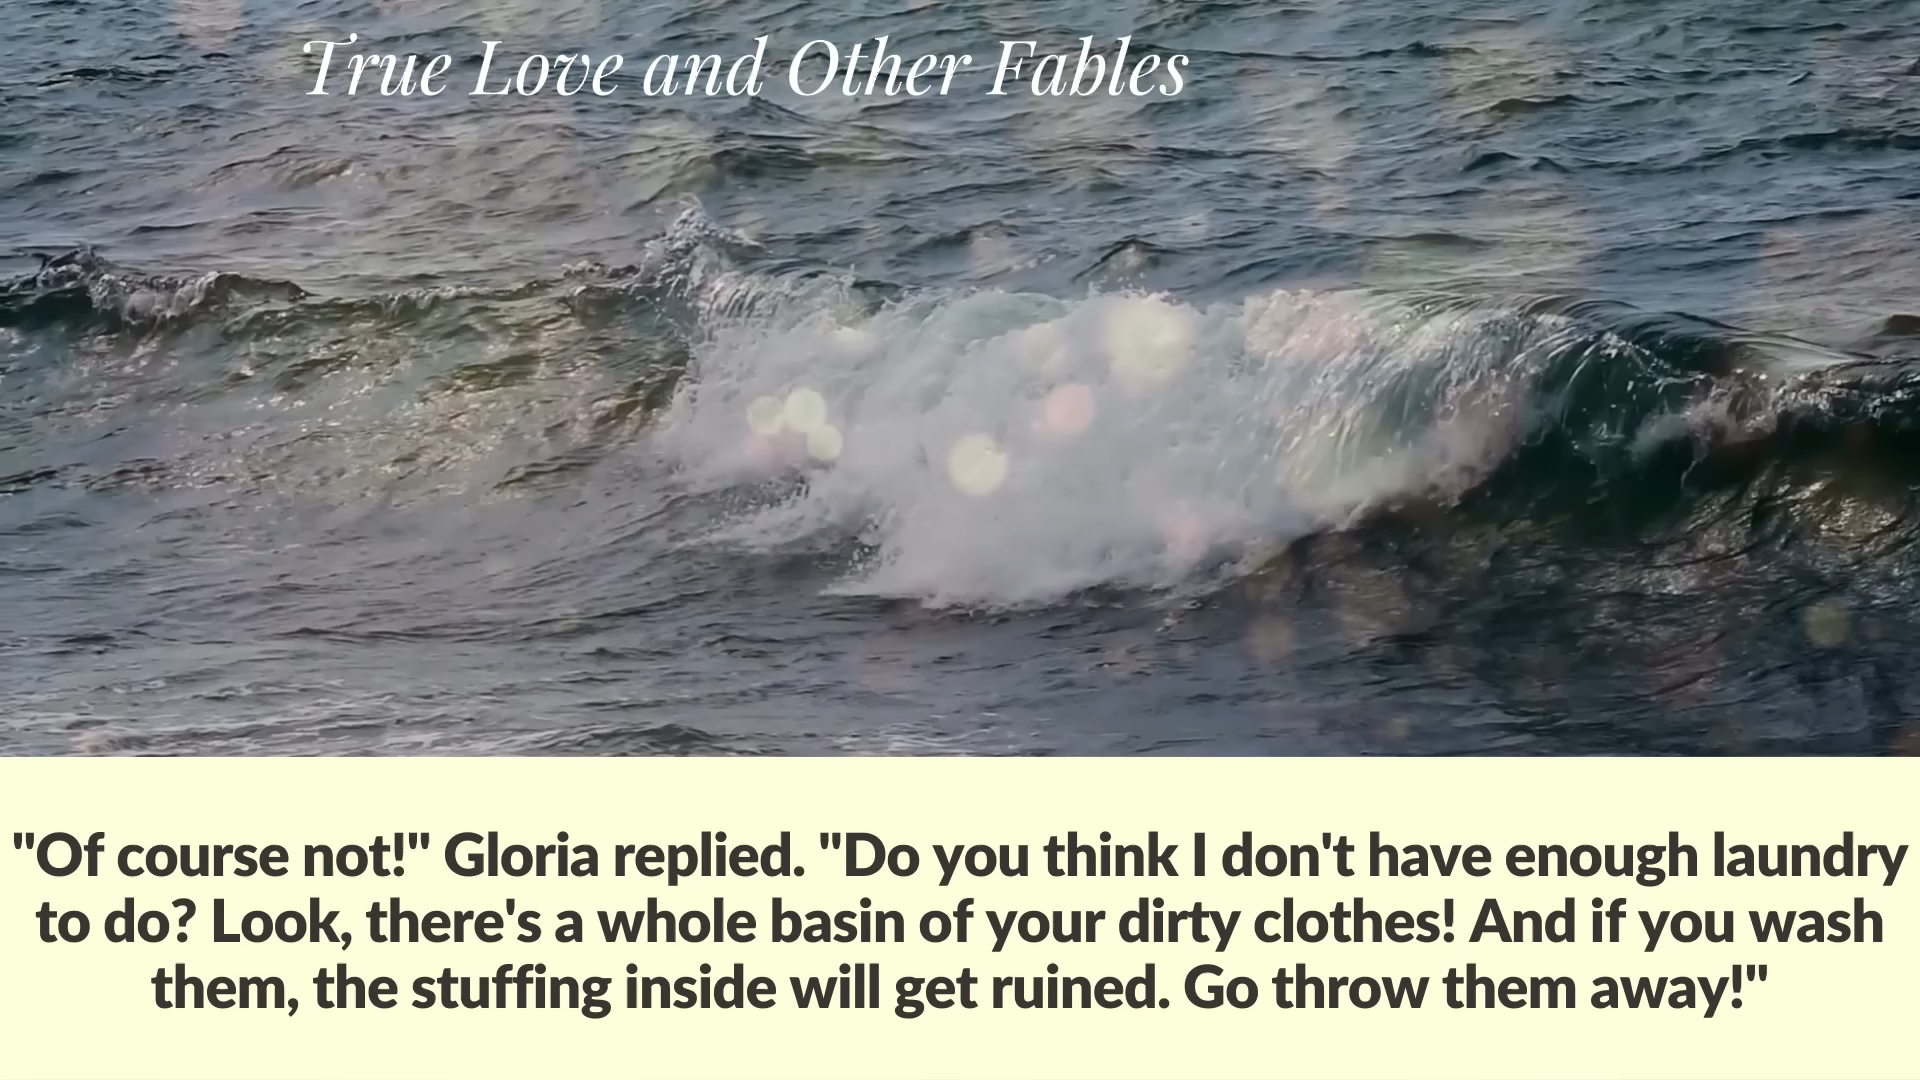 True Love and Other Fables
"Of course not!" Gloria replied. "Do you think I don't have enough laundry
to do? Look, there's a whole basin of your dirty clothes! And if you wash
them, the stuffing inside will get ruined. Go throw them away!"